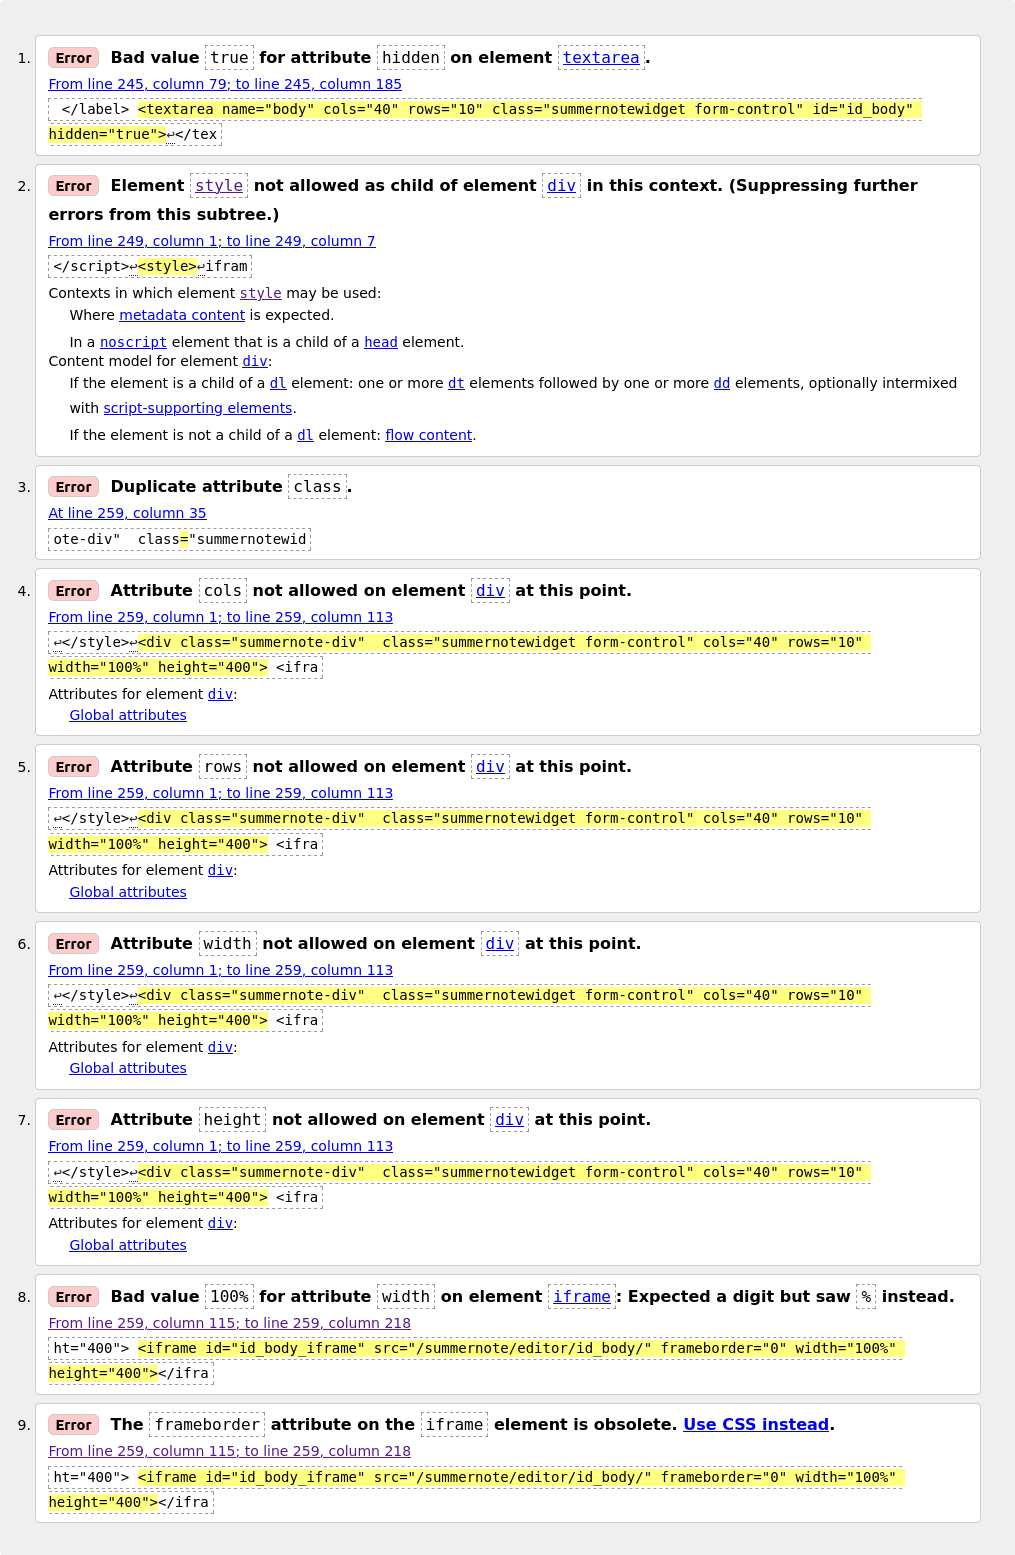 1. Error Bad value true for attribute hidden on element textarea.
From line 245, column 79; to line 245, column 185
</label> <textarea name="body" cols="40" rows="10" class="summernotewidget form-control" id="id_body"
hidden="true">↩</tex
2. Error Element style not allowed as child of element div in this context. (Suppressing further
errors from this subtree.)
From line 249, column 1; to line 249, column 7
</script>↩<style>↩ifram
Contexts in which element style may be used:
Where metadata content is expected.
In a noscript element that is a child of a head element.
Content model for element div:
If the element is a child of a dl element: one or more dt elements followed by one or more dd elements, optionally intermixed
with script-supporting elements.
If the element is not a child of a dl element: flow content.
3. Error Duplicate attribute class.
At line 259, column 35
ote-div"  class="summernotewid
4. Error Attribute cols not allowed on element div at this point.
From line 259, column 1; to line 259, column 113
↩</style>↩<div class="summernote-div"  class="summernotewidget form-control" cols="40" rows="10"
width="100%" height="400"> <ifra
Attributes for element div:
Global attributes
5. Error Attribute rows not allowed on element div at this point.
From line 259, column 1; to line 259, column 113
↩</style>↩<div class="summernote-div"  class="summernotewidget form-control" cols="40" rows="10"
width="100%" height="400"> <ifra
Attributes for element div:
Global attributes
6. Error Attribute width not allowed on element div at this point.
From line 259, column 1; to line 259, column 113
↩</style>↩<div class="summernote-div"  class="summernotewidget form-control" cols="40" rows="10"
width="100%" height="400"> <ifra
Attributes for element div:
Global attributes
7. Error Attribute height not allowed on element div at this point.
From line 259, column 1; to line 259, column 113
↩</style>↩<div class="summernote-div"  class="summernotewidget form-control" cols="40" rows="10"
width="100%" height="400"> <ifra
Attributes for element div:
Global attributes
8. Error Bad value 100% for attribute width on element iframe: Expected a digit but saw % instead.
From line 259, column 115; to line 259, column 218
ht="400"> <iframe id="id_body_iframe" src="/summernote/editor/id_body/" frameborder="0" width="100%"
height="400"></ifra
9. Error The frameborder attribute on the iframe element is obsolete. Use CSS instead.
From line 259, column 115; to line 259, column 218
ht="400"> <iframe id="id_body_iframe" src="/summernote/editor/id_body/" frameborder="0" width="100%"
height="400"></ifra